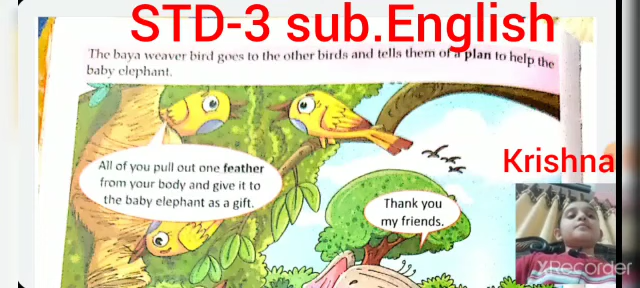 STD-3 sub.English
The baya weaver bird goes to the other birds and tells them of a plan to help the
baby elephant.
All of you pull out one feather
from your body and give it to
the baby elephant as a gift.
Thank you
my friends.
Krishna
XRecorder